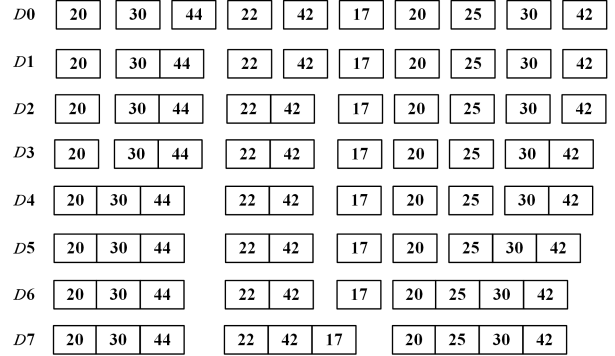 D0 20 30 44 22 42 17 20 25 30 42
D1 20 30 44 22 42 17 20 25 30 42
D2 20 30 44 22 42 17 20 25 30 42
D3 20 30 44 22 42 17 20 25 30 42
D4 20 30 44 22 42 17 20 25 30 42
D5 20 30 44 22 42 17 20 25 30 42
D6 20 30 44 22 42 17 20 25 30 42
D7 20 30 44 22 42 17 20 25 30 42